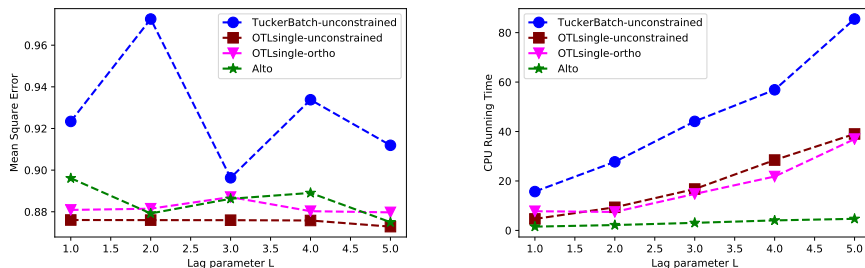 Mean Square Error
0.96
0.94
0.92
0.90
0.88
TuckerBatch-unconstrained
OTLsingle-unconstrained
OTLsingle-ortho
Alto
1.0 1.5 2.0 2.5 3.0 3.5 4.0 4.5 5.0
Lag parameter L
CPU Running Time
80
60
40
20
0
TuckerBatch-unconstrained
OTLsingle-unconstrained
OTLsingle-ortho
Alto
1.0 1.5 2.0 2.5 3.0 3.5 4.0 4.5 5.0
Lag parameter L